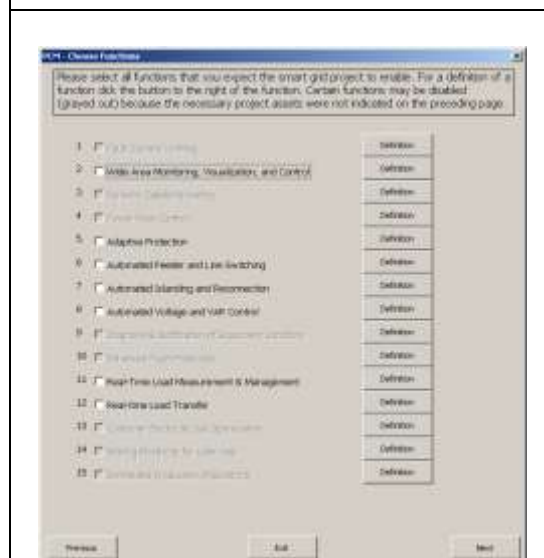 PCM - Choose Functions
Please select all functions that you expect the smart grid project to enable. For a definition of a
function click the button to the right of the function. Certain functions may be disabled
(grayed out) because the necessary project assets were not indicated on the preceding page.
1 Definition
2 Wide Area Monitoring, Visualization, and Control Definition
3 Definition
4 Power Flow Control Definition
5 Adaptive Protection Definition
6 Automated Feeder and Line Switching Definition
7 Automated Islanding and Reconnection Definition
8 Automated Voltage and VAR Control Definition
9 Definition
10 Definition
11 Real-Time Load Measurement & Management Definition
12 Real-time Load Transfer Definition
13 Definition
14 Definition
15 Definition
Previous Exit Next